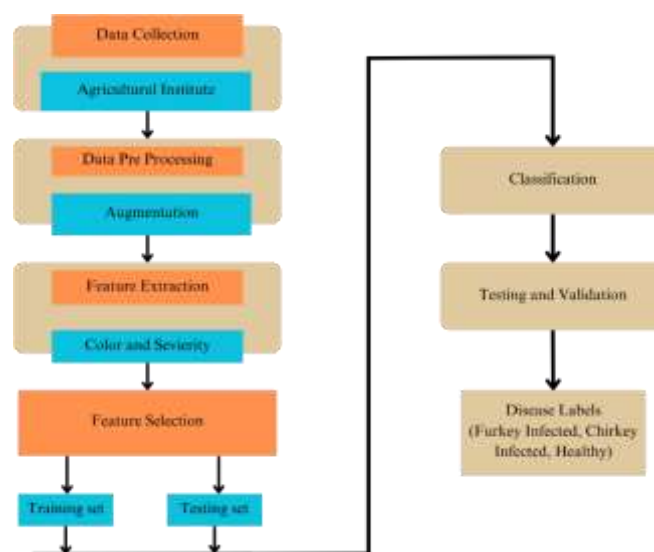 Data Collection
Agricultural Institute
Data Pre Processing
Augmentation
Feature Extraction
Color and Sevierity
Feature Selection
Training set
Testing set
Classification
Testing and Validation
Disease Labels
(Furkey Infected, Chirkey
Infected, Healthy)